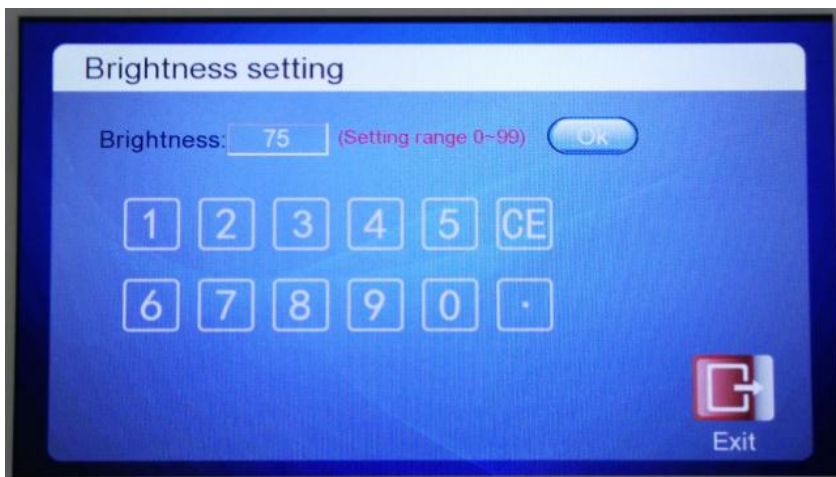 Brightness setting
Brightness: 75 (Setting range 0~99) Ok
1 2 3 4 5 CE
6 7 8 9 0 .
Exit